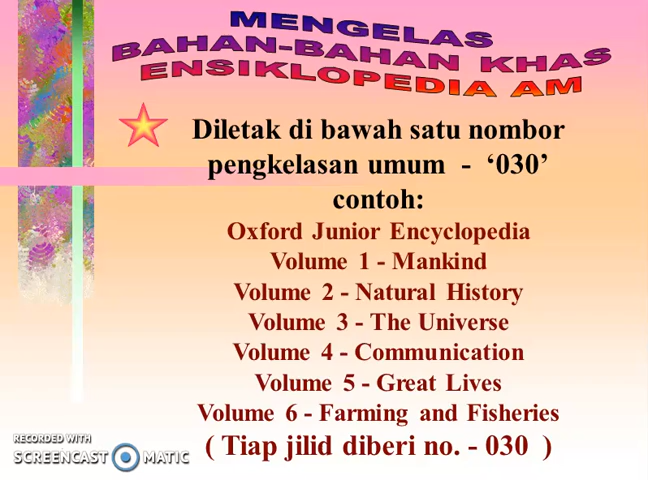 MENGELAS
BAHAN-BAHAN KHAS
ENSIKLOPEDIA AM
Diletak di bawah satu nombor
pengkelasan umum - ‘030’
contoh:
Oxford Junior Encyclopedia
Volume 1 - Mankind
Volume 2 - Natural History
Volume 3 - The Universe
Volume 4 - Communication
Volume 5 - Great Lives
Volume 6 - Farming and Fisheries
( Tiap jilid diberi no. - 030 )
RECORDED WITH
SCREENCAST MATIC